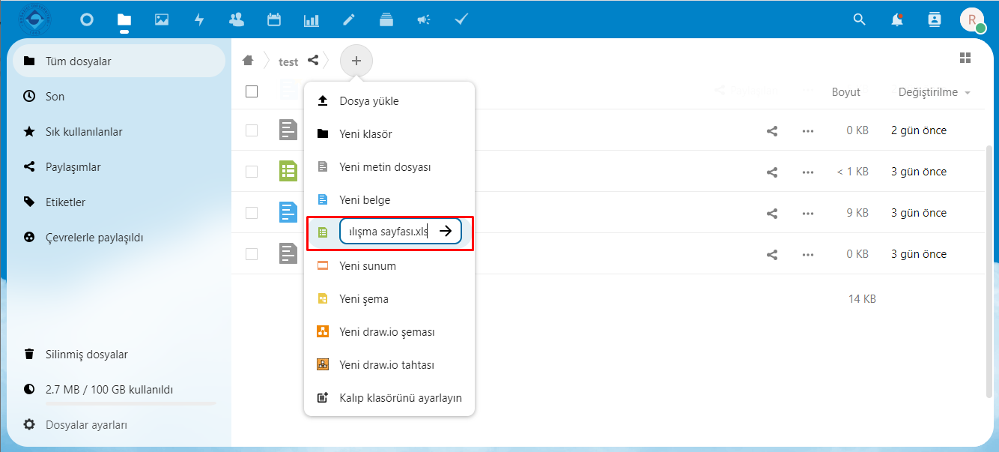 R
Tüm dosyalar
Son
Sık kullanılanlar
Paylaşımlar
Etiketler
Çevrelerle paylaşıldı
Silinmiş dosyalar
2.7 MB / 100 GB kullanıldı
Dosyalar ayarları
test
Boyut Değiştirilme
Dosya yükle
Yeni klasör
Yeni metin dosyası
Yeni belge
alışma sayfası.xls
Yeni sunum
Yeni şema
Yeni draw.io şeması
Yeni draw.io tahtası
Kalıp klasörünü ayarlayın
0 KB 2 gün önce
< 1 KB 3 gün önce
9 KB 3 gün önce
0 KB 3 gün önce
14 KB